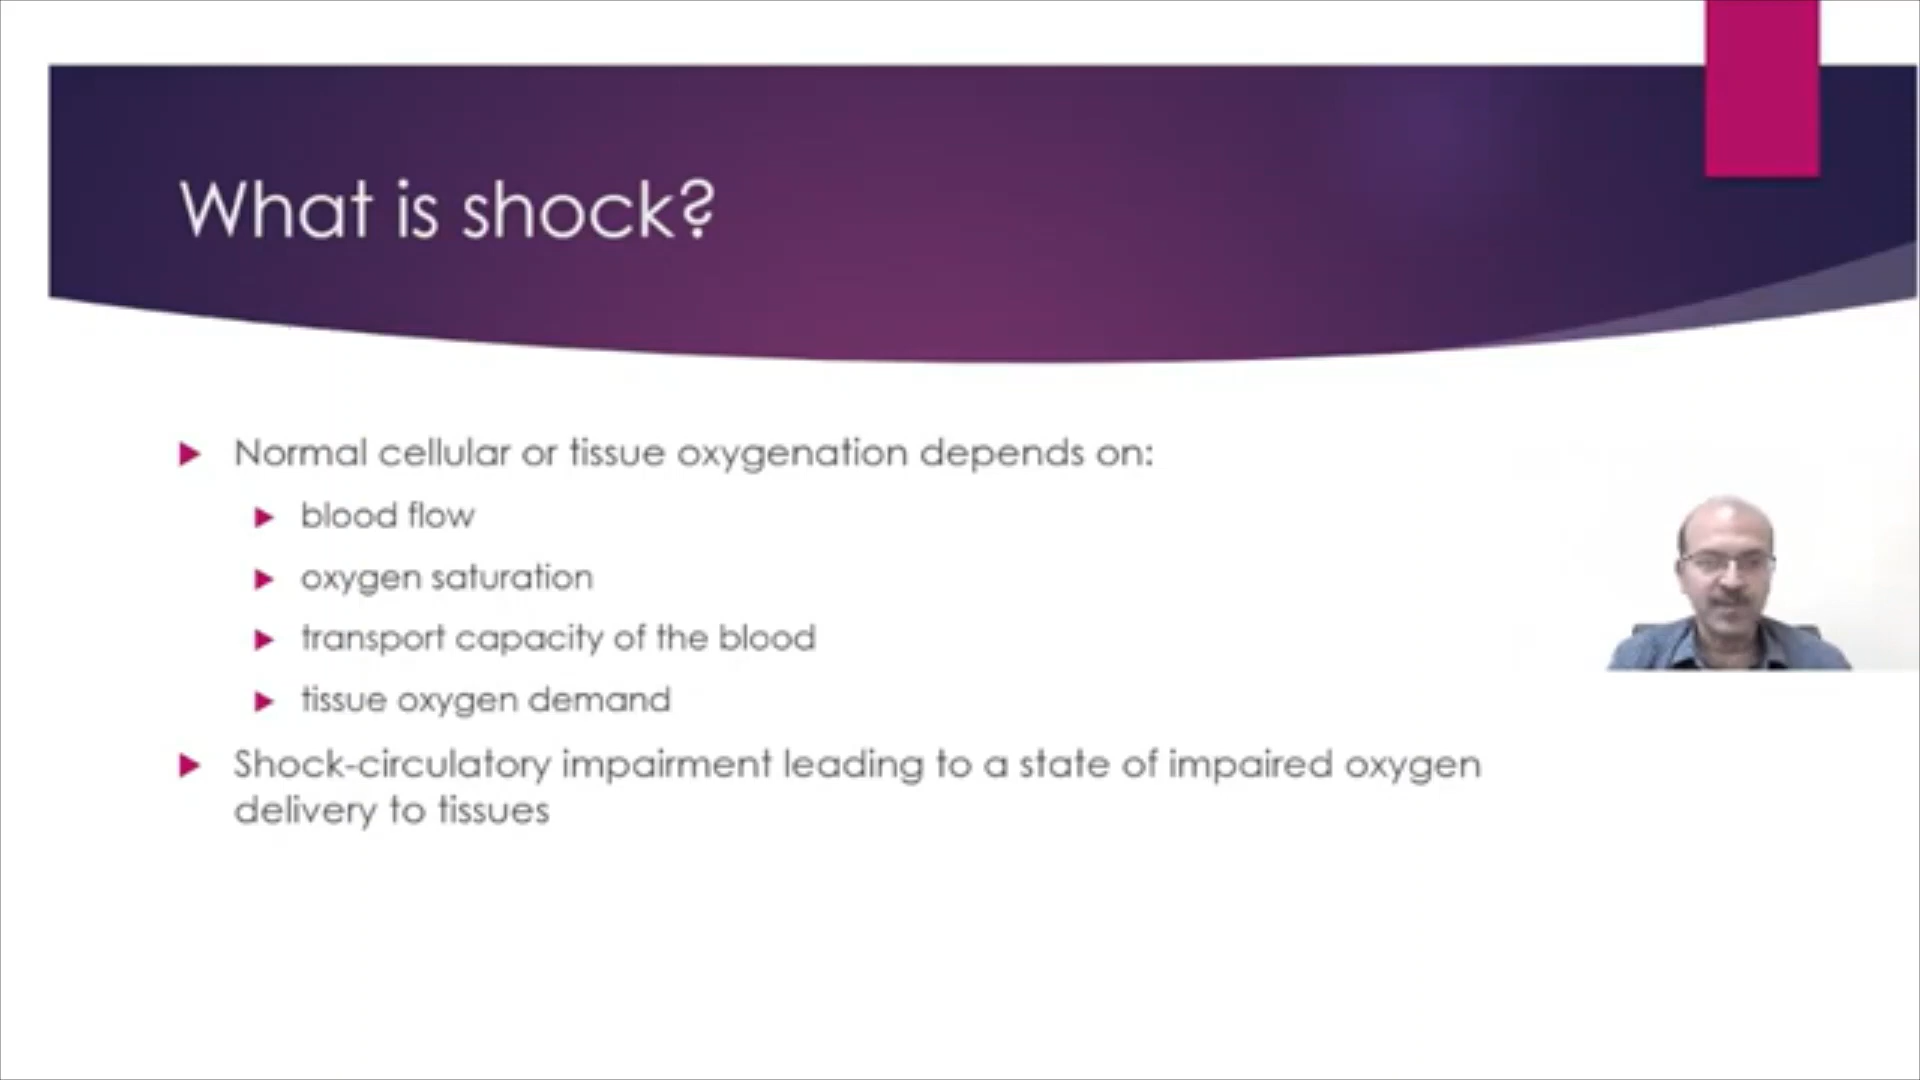 What is shock?
Normal cellular or tissue oxygenation depends on:
blood flow
oxygen saturation
transport capacity of the blood
tissue oxygen demand
Shock-circulatory impairment leading to a state of impaired oxygen
delivery to tissues